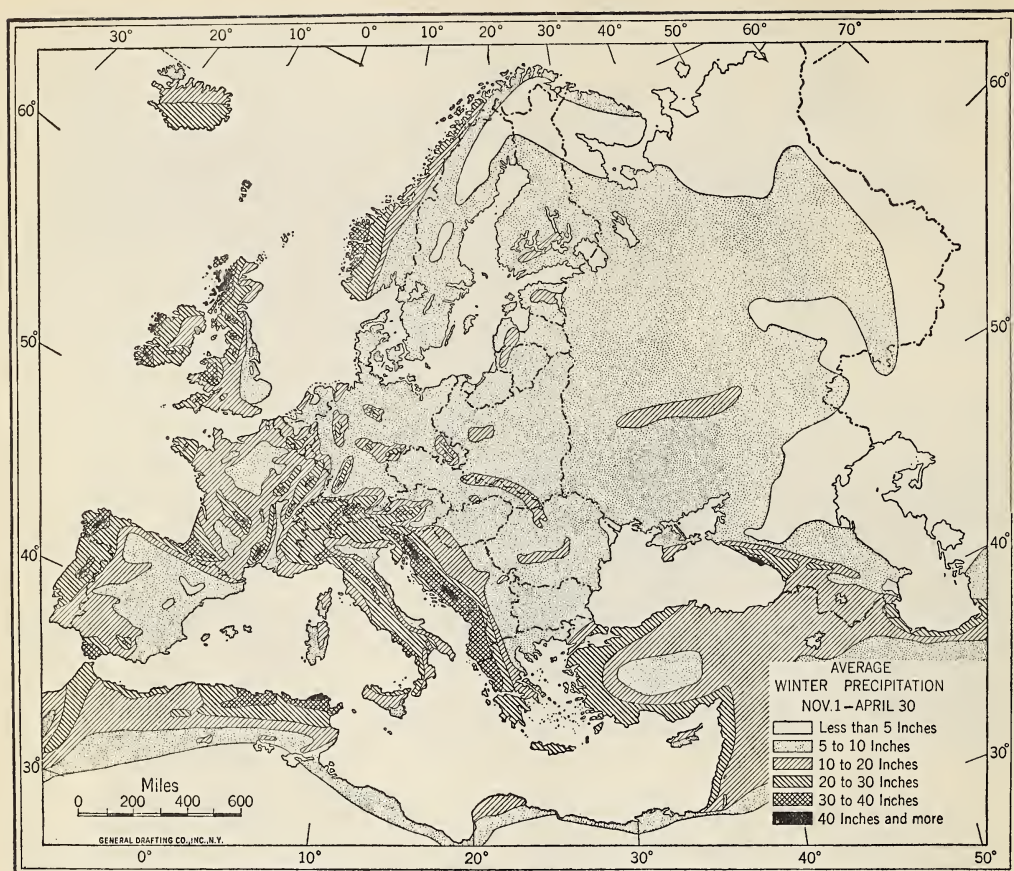 30° 20° 10° 0° 10° 20° 30° 40° 50° 60° 70°
60° 60°
50° 50°
40° 40°
30° 30°
AVERAGE
WINTER PRECIPITATION
NOV. 1–APRIL 30
Less than 5 Inches
5 to 10 Inches
10 to 20 Inches
20 to 30 Inches
30 to 40 Inches
40 Inches and more
Miles
0 200 400 600
GENERAL DRAFTING CO., INC., N.Y.
0° 10° 20° 30° 40° 50°